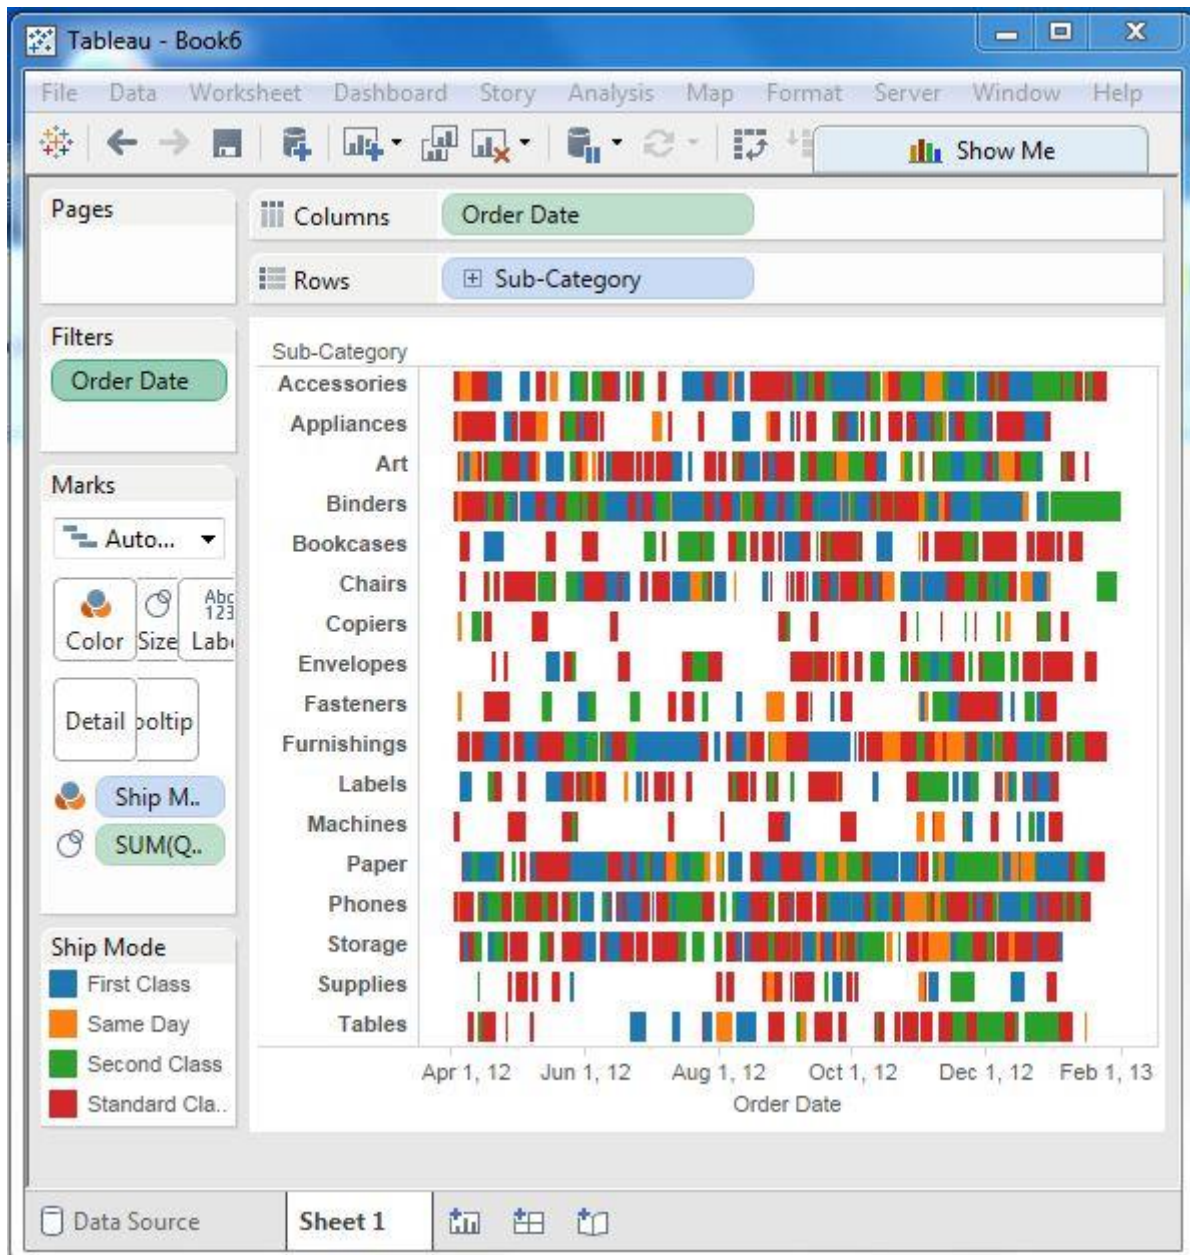 Tableau - Book6
File Data Worksheet Dashboard Story Analysis Map Format Server Window Help
Show Me
Pages
Columns Order Date
Rows Sub-Category
Filters
Order Date
Marks
Auto...
Color Size Labe
Abc
123
Detail ooltip
Ship M..
SUM(Q..
Ship Mode
First Class
Same Day
Second Class
Standard Cla..
Sub-Category
Accessories
Appliances
Art
Binders
Bookcases
Chairs
Copiers
Envelopes
Fasteners
Furnishings
Labels
Machines
Paper
Phones
Storage
Supplies
Tables
Apr 1, 12 Jun 1, 12 Aug 1, 12 Oct 1, 12 Dec 1, 12 Feb 1, 13
Order Date
Data Source Sheet 1